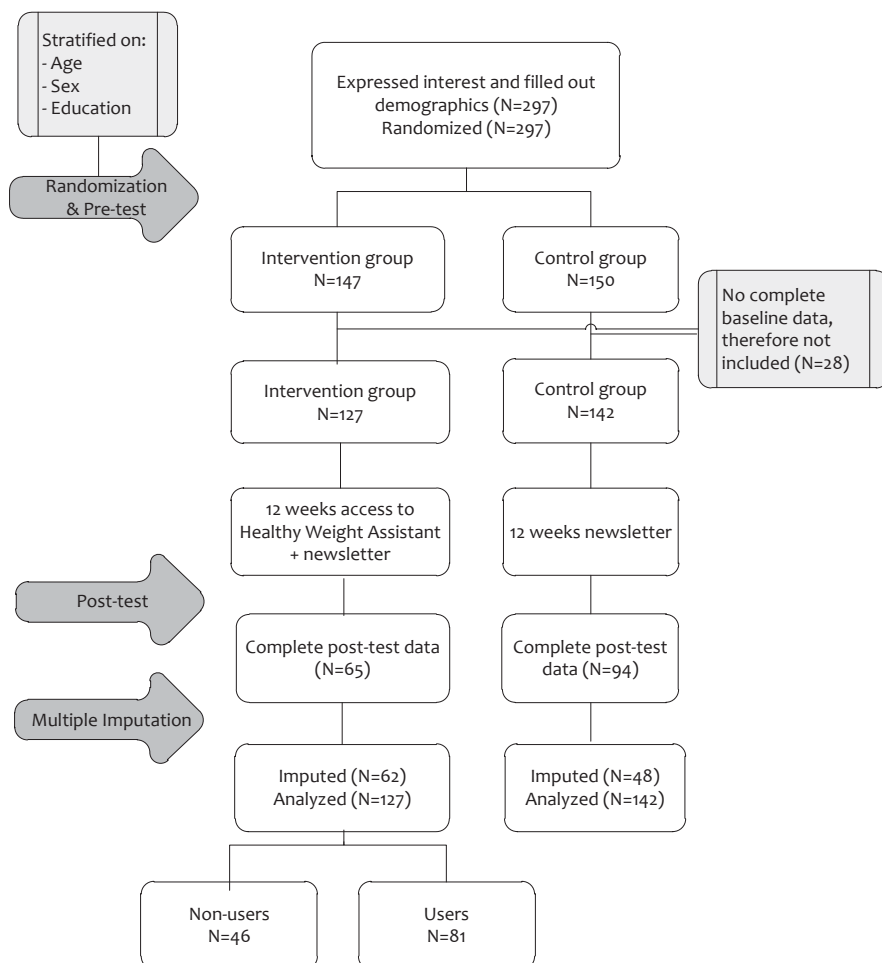 Stratified on:
- Age
- Sex
- Education
Expressed interest and filled out
demographics (N=297)
Randomized (N=297)
Randomization
& Pre-test
Intervention group
N=147
Control group
N=150
No complete
baseline data,
therefore not
included (N=28)
Intervention group
N=127
Control group
N=142
12 weeks access to
Healthy Weight Assistant
+ newsletter
12 weeks newsletter
Post-test
Complete post-test data
(N=65)
Complete post-test
data (N=94)
Multiple Imputation
Imputed (N=62)
Analyzed (N=127)
Imputed (N=48)
Analyzed (N=142)
Non-users
N=46
Users
N=81